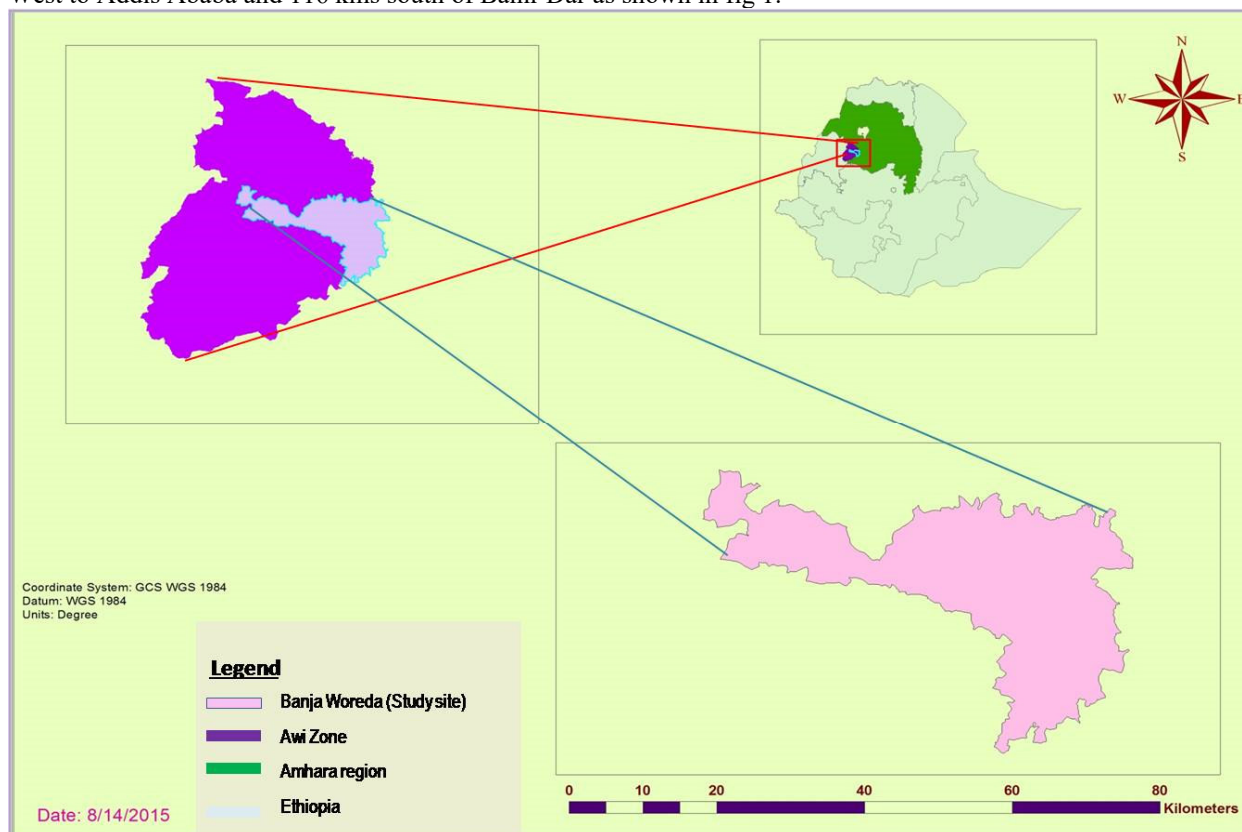 West to Addis Ababa and 110 kms south of Bahir Dar as shown in fig 1.
N
W
E
S
Coordinate System: GCS WGS 1984
Datum: WGS 1984
Units: Degree
Legend
Banja Woreda (Study site)
Awi Zone
Amhara region
Ethiopia
Date: 8/14/2015
0 10 20 40 60 80
Kilometers